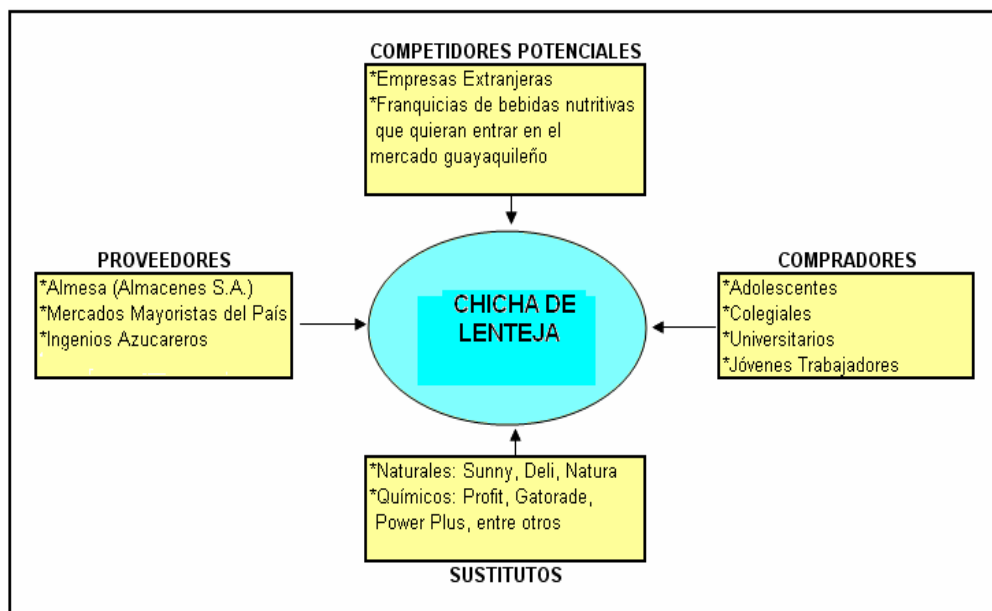 COMPETIDORES POTENCIALES
*Empresas Extranjeras
*Franquicias de bebidas nutritivas
que quieran entrar en el
mercado guayaquileño
PROVEEDORES
*Almesa (Almacenes S.A.)
*Mercados Mayoristas del País
*Ingenios Azucareros
CHICHA DE
LENTEJA
COMPRADORES
*Adolescentes
*Colegiales
*Universitarios
*Jóvenes Trabajadores
*Naturales: Sunny, Deli, Natura
*Químicos: Profit, Gatorade,
Power Plus, entre otros
SUSTITUTOS